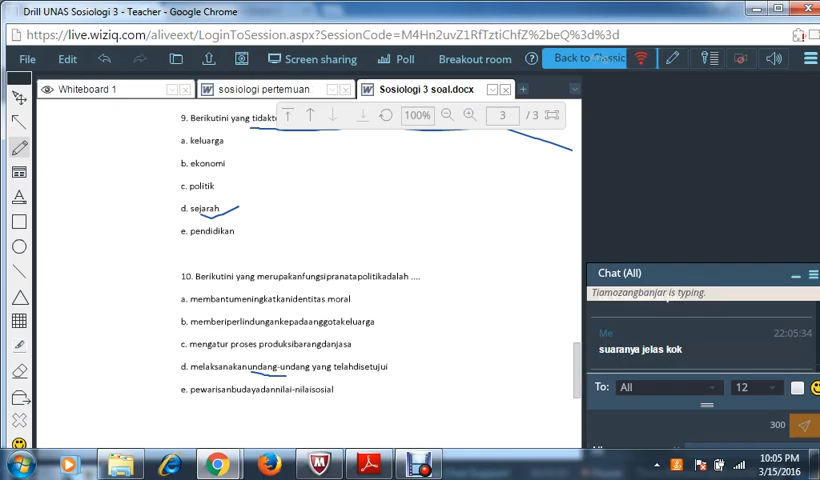 Drill UNAS Sosiologi 3 - Teacher - Google Chrome
https://live.wiziq.com/aliveext/LoginToSession.aspx?SessionCode=M4Hn2uvZ1RfTztiChfZ%2beQ%3d%3d
File Edit Screen sharing Poll Breakout room Back to Classic
Whiteboard 1 sosiologi pertemuan Sosiologi 3 soal.docx
100% 3 / 3
9. Berikutini yang
a. keluarga
b. ekonomi
c. politik
d. sejarah
e. pendidikan
10. Berikutini yang merupakanfungsipranatapolitikadalah ....
a. membantumeningkatkanidentitas moral
b. memberiperlindungankepadaanggotakeluarga
c. mengatur proses produksibarangdanjasa
d. melaksanakanundang-undang yang telahdisetujui
e. pewarisanbudayadannilai-nilaisosial
Chat (All)
Tiamozangbanjar is typing.
Me 22:05:34
suaranya jelas kok
To: All 12
300
10:05 PM
3/15/2016